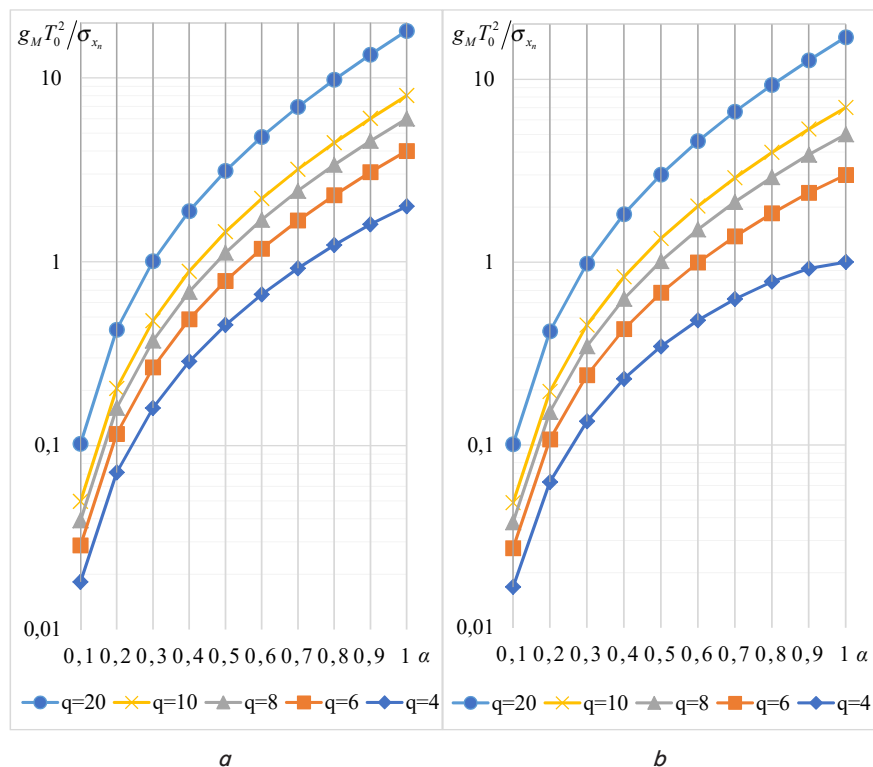 g_M T_0^2/σ_{x_n}
10
1
0,1
0,01
0,1 0,2 0,3 0,4 0,5 0,6 0,7 0,8 0,9 1 α
q=20 q=10 q=8 q=6 q=4
a
g_M T_0^2/σ_{x_n}
10
1
0,1
0,01
0,1 0,2 0,3 0,4 0,5 0,6 0,7 0,8 0,9 1 α
q=20 q=10 q=8 q=6 q=4
b